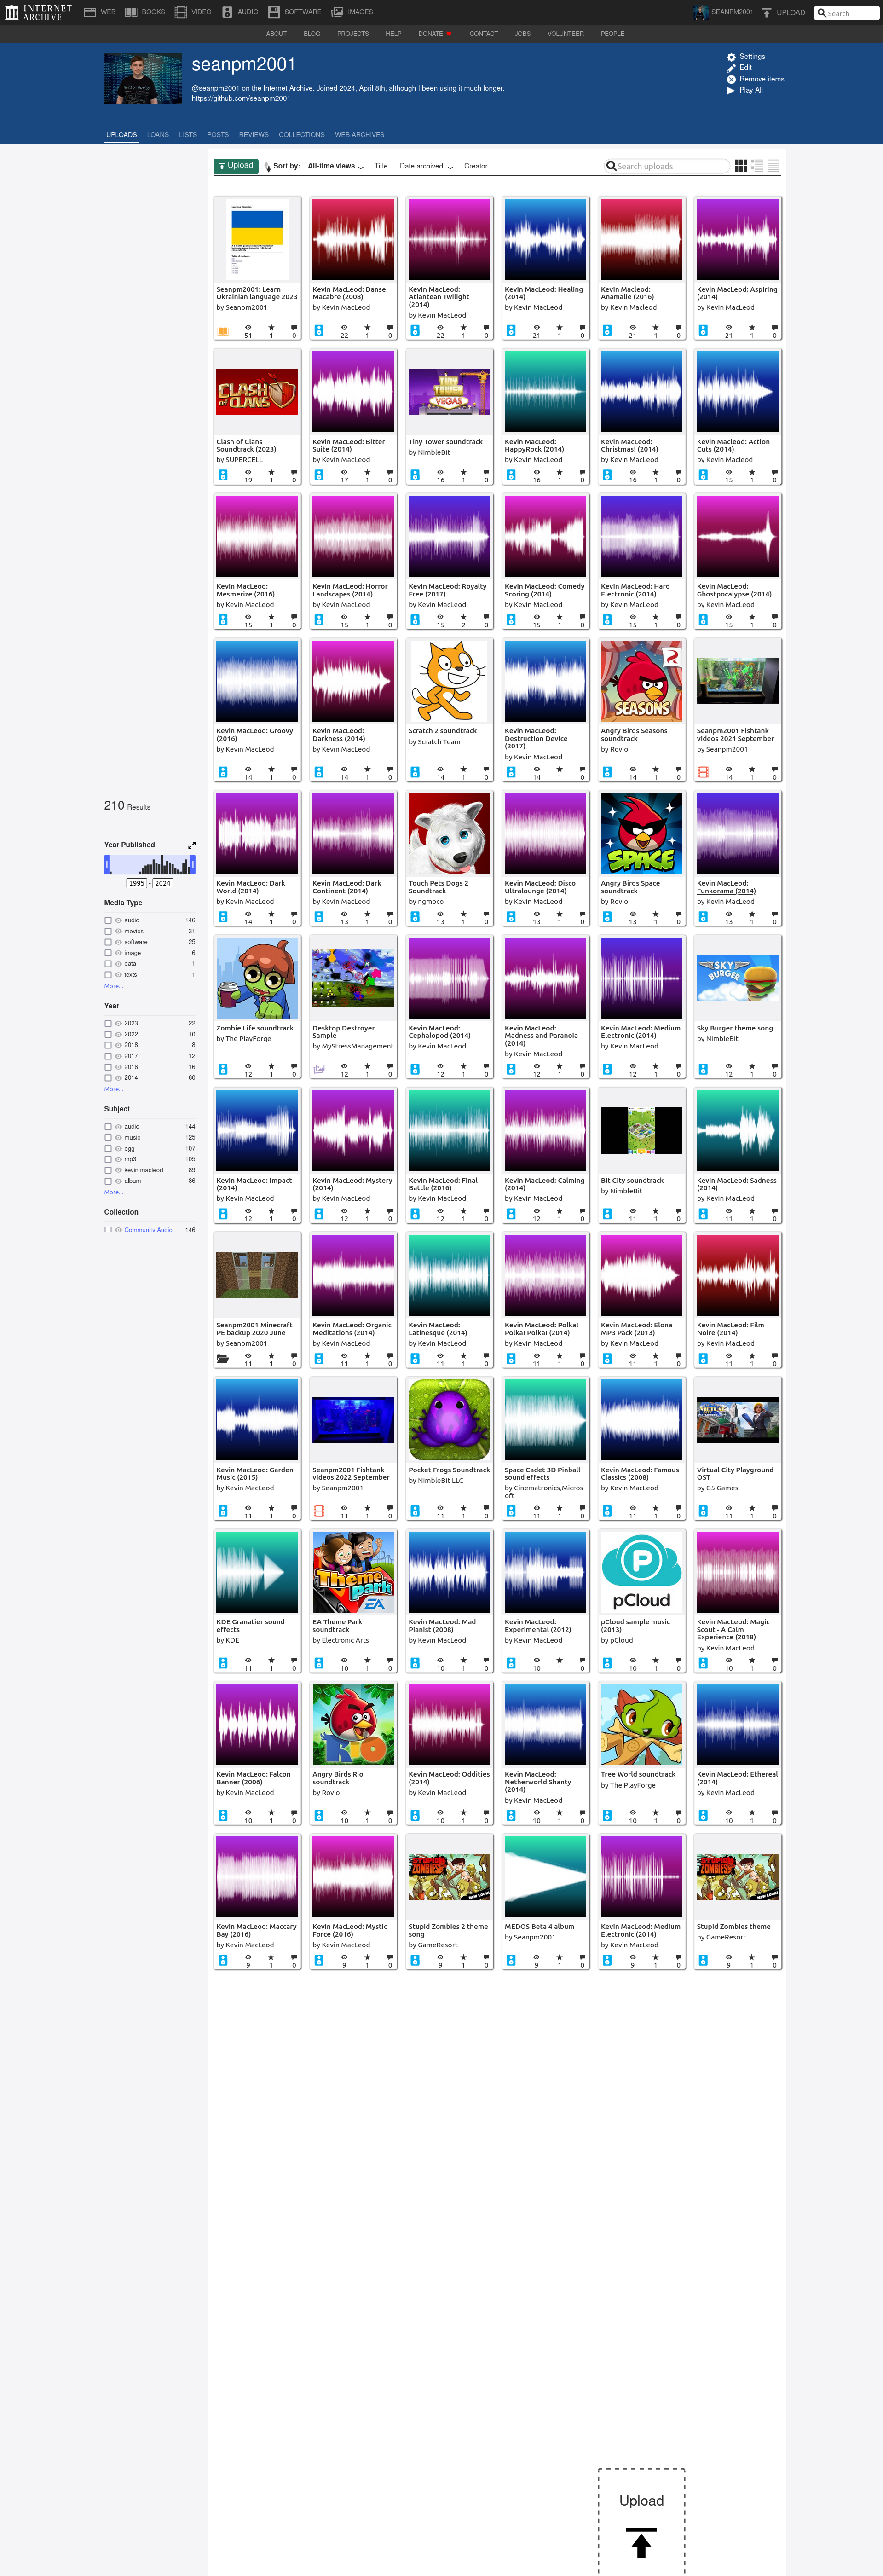 INTERNET ARCHIVE
WEB BOOKS VIDEO AUDIO SOFTWARE IMAGES SEANPM2001 UPLOAD Search
ABOUT BLOG PROJECTS HELP DONATE CONTACT JOBS VOLUNTEER PEOPLE
seanpm2001
@seanpm2001 on the Internet Archive. Joined 2024, April 8th, although I been using it much longer.
https://github.com/seanpm2001
Settings
Edit
Remove items
Play All
UPLOADS LOANS LISTS POSTS REVIEWS COLLECTIONS WEB ARCHIVES
Upload Sort by: All-time views Title Date archived Creator Search uploads
210 Results
Year Published
1995 - 2024
Media Type
audio 146
movies 31
software 25
image 6
data 1
texts 1
More...
Year
2023 22
2022 10
2018 8
2017 12
2016 16
2014 60
More...
Subject
audio 144
music 125
ogg 107
mp3 105
kevin macleod 89
album 86
More...
Collection
Community Audio 146
Seanpm2001: Learn
Ukrainian language 2023
by Seanpm2001
51 1 0
Kevin MacLeod: Danse
Macabre (2008)
by Kevin MacLeod
22 1 0
Kevin MacLeod:
Atlantean Twilight
(2014)
by Kevin MacLeod
22 1 0
Kevin MacLeod: Healing
(2014)
by Kevin MacLeod
21 1 0
Kevin Macleod:
Anamalie (2016)
by Kevin Macleod
21 1 0
Kevin MacLeod: Aspiring
(2014)
by Kevin MacLeod
21 1 0
CLASH
OF CLANS
Clash of Clans
Soundtrack (2023)
by SUPERCELL
19 1 0
Kevin MacLeod: Bitter
Suite (2014)
by Kevin MacLeod
17 1 0
TINY
TOWER
VEGAS
Tiny Tower soundtrack
by NimbleBit
16 1 0
Kevin MacLeod:
HappyRock (2014)
by Kevin MacLeod
16 1 0
Kevin MacLeod:
Christmas! (2014)
by Kevin MacLeod
16 1 0
Kevin Macleod: Action
Cuts (2014)
by Kevin Macleod
15 1 0
Kevin MacLeod:
Mesmerize (2016)
by Kevin MacLeod
15 1 0
Kevin MacLeod: Horror
Landscapes (2014)
by Kevin MacLeod
15 1 0
Kevin MacLeod: Royalty
Free (2017)
by Kevin MacLeod
15 2 0
Kevin MacLeod: Comedy
Scoring (2014)
by Kevin MacLeod
15 1 0
Kevin MacLeod: Hard
Electronic (2014)
by Kevin MacLeod
15 1 0
Kevin MacLeod:
Ghostpocalypse (2014)
by Kevin MacLeod
15 1 0
Kevin MacLeod: Groovy
(2016)
by Kevin MacLeod
14 1 0
Kevin MacLeod:
Darkness (2014)
by Kevin MacLeod
14 1 0
Scratch 2 soundtrack
by Scratch Team
14 1 0
Kevin MacLeod:
Destruction Device
(2017)
by Kevin MacLeod
14 1 0
SEASONS
Angry Birds Seasons
soundtrack
by Rovio
14 1 0
Seanpm2001 Fishtank
videos 2021 September
by Seanpm2001
14 1 0
Kevin MacLeod: Dark
World (2014)
by Kevin MacLeod
14 1 0
Kevin MacLeod: Dark
Continent (2014)
by Kevin MacLeod
13 1 0
Touch Pets Dogs 2
Soundtrack
by ngmoco
13 1 0
Kevin MacLeod: Disco
Ultralounge (2014)
by Kevin MacLeod
13 1 0
SPACE
Angry Birds Space
soundtrack
by Rovio
13 1 0
Kevin MacLeod:
Funkorama (2014)
by Kevin MacLeod
13 1 0
Zombie Life soundtrack
by The PlayForge
12 1 0
Desktop Destroyer
Sample
by MyStressManagement
12 1 0
Kevin MacLeod:
Cephalopod (2014)
by Kevin MacLeod
12 1 0
Kevin MacLeod:
Madness and Paranoia
(2014)
by Kevin MacLeod
12 1 0
Kevin MacLeod: Medium
Electronic (2014)
by Kevin MacLeod
12 1 0
SKY
BURGER
Sky Burger theme song
by NimbleBit
12 1 0
Kevin MacLeod: Impact
(2014)
by Kevin MacLeod
12 1 0
Kevin MacLeod: Mystery
(2014)
by Kevin MacLeod
12 1 0
Kevin MacLeod: Final
Battle (2016)
by Kevin MacLeod
12 1 0
Kevin MacLeod: Calming
(2014)
by Kevin MacLeod
12 1 0
Bit City soundtrack
by NimbleBit
11 1 0
Kevin MacLeod: Sadness
(2014)
by Kevin MacLeod
11 1 0
Seanpm2001 Minecraft
PE backup 2020 June
by Seanpm2001
11 1 0
Kevin MacLeod: Organic
Meditations (2014)
by Kevin MacLeod
11 1 0
Kevin MacLeod:
Latinesque (2014)
by Kevin MacLeod
11 1 0
Kevin MacLeod: Polka!
Polka! Polka! (2014)
by Kevin MacLeod
11 1 0
Kevin MacLeod: Elona
MP3 Pack (2013)
by Kevin MacLeod
11 1 0
Kevin MacLeod: Film
Noire (2014)
by Kevin MacLeod
11 1 0
Kevin MacLeod: Garden
Music (2015)
by Kevin MacLeod
11 1 0
Seanpm2001 Fishtank
videos 2022 September
by Seanpm2001
11 1 0
Pocket Frogs Soundtrack
by NimbleBit LLC
11 1 0
Space Cadet 3D Pinball
sound effects
by Cinematronics,Micros
oft
11 1 0
Kevin MacLeod: Famous
Classics (2008)
by Kevin MacLeod
11 1 0
Virtual City Playground
OST
by G5 Games
11 1 0
KDE Granatier sound
effects
by KDE
11 1 0
Theme
Park
EA
EA Theme Park
soundtrack
by Electronic Arts
10 1 0
Kevin MacLeod: Mad
Pianist (2008)
by Kevin MacLeod
10 1 0
Kevin MacLeod:
Experimental (2012)
by Kevin MacLeod
10 1 0
pCloud
pCloud sample music
(2013)
by pCloud
10 1 0
Kevin MacLeod: Magic
Scout - A Calm
Experience (2018)
by Kevin MacLeod
10 1 0
Kevin MacLeod: Falcon
Banner (2006)
by Kevin MacLeod
10 1 0
RIO
Angry Birds Rio
soundtrack
by Rovio
10 1 0
Kevin MacLeod: Oddities
(2014)
by Kevin MacLeod
10 1 0
Kevin MacLeod:
Netherworld Shanty
(2014)
by Kevin MacLeod
10 1 0
Tree World soundtrack
by The PlayForge
10 1 0
Kevin MacLeod: Ethereal
(2014)
by Kevin MacLeod
10 1 0
Kevin MacLeod: Maccary
Bay (2016)
by Kevin MacLeod
9 1 0
Kevin MacLeod: Mystic
Force (2016)
by Kevin MacLeod
9 1 0
STUPID
ZOMBIES
Stupid Zombies 2 theme
song
by GameResort
9 1 0
MEDOS Beta 4 album
by Seanpm2001
9 1 0
Kevin MacLeod: Medium
Electronic (2014)
by Kevin MacLeod
9 1 0
STUPID
ZOMBIES
Stupid Zombies theme
by GameResort
9 1 0
Upload